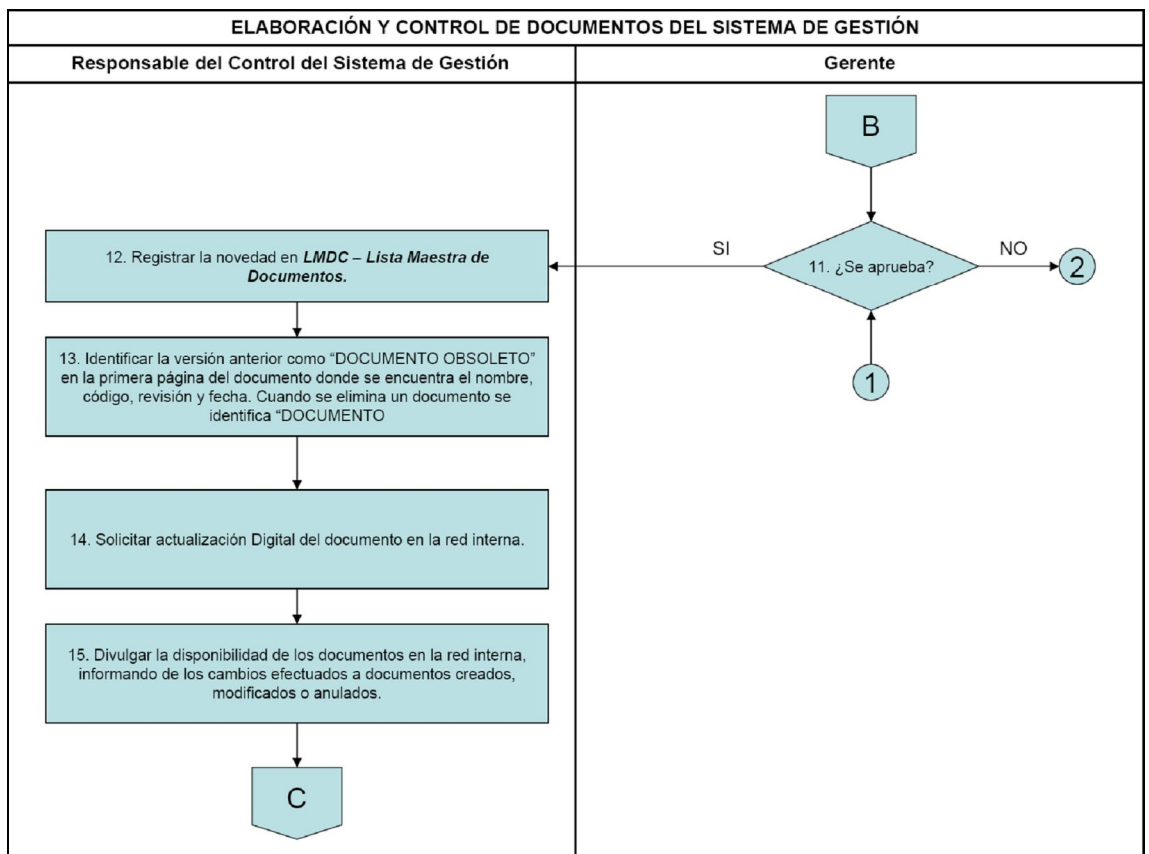 ELABORACIÓN Y CONTROL DE DOCUMENTOS DEL SISTEMA DE GESTIÓN
Responsable del Control del Sistema de Gestión
Gerente
B
11. ¿Se aprueba?
SI
NO
2
1
12. Registrar la novedad en LMDC – Lista Maestra de
Documentos.
13. Identificar la versión anterior como “DOCUMENTO OBSOLETO”
en la primera página del documento donde se encuentra el nombre,
código, revisión y fecha. Cuando se elimina un documento se
identifica “DOCUMENTO
14. Solicitar actualización Digital del documento en la red interna.
15. Divulgar la disponibilidad de los documentos en la red interna,
informando de los cambios efectuados a documentos creados,
modificados o anulados.
C